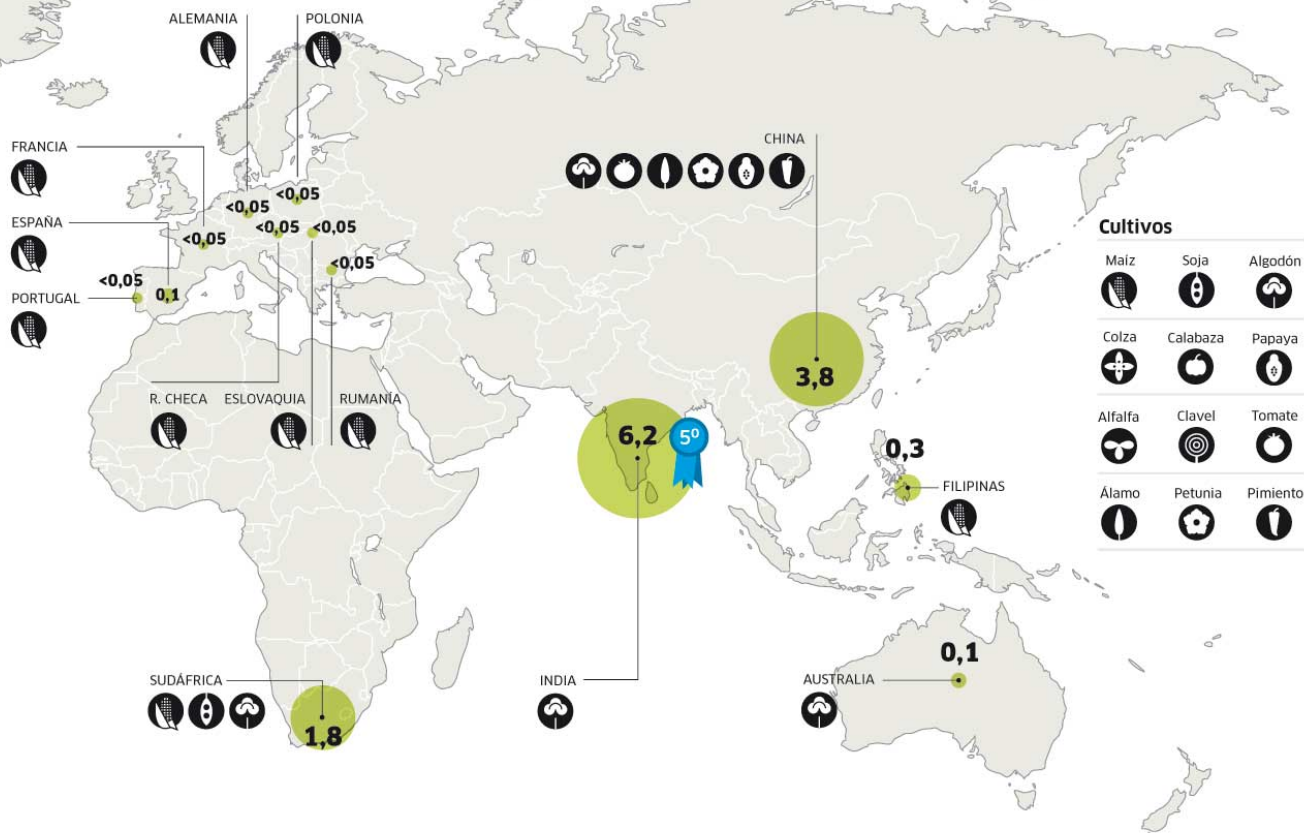 ALEMANIA
POLONIA
FRANCIA
CHINA
<0,05
<0,05
ESPAÑA
<0,05
<0,05
<0,05
<0,05
<0,05
0,1
PORTUGAL
3,8
R. CHECA
ESLOVAQUIA
RUMANÍA
6,2
5º
0,3
FILIPINAS
SUDÁFRICA
1,8
INDIA
0,1
AUSTRALIA
Cultivos
Maiz
Soja
Algodón
Colza
Calabaza
Papaya
Alfalfa
Clavel
Tomate
Álamo
Petunia
Pimiento